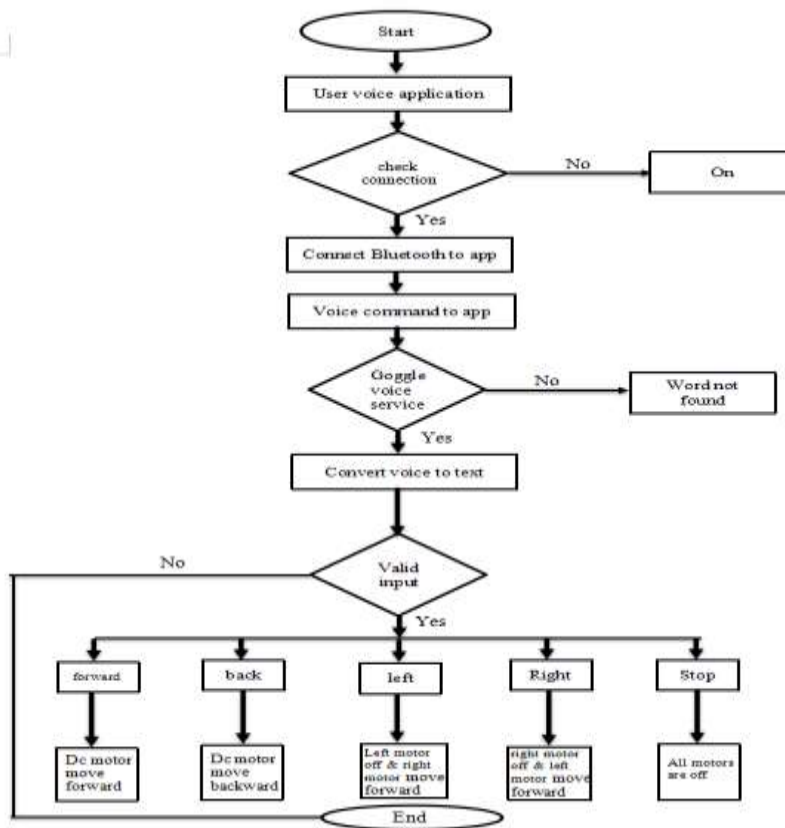 Start
User voice application
check
connection
No
On
Yes
Connect Bluetooth to app
Voice command to app
Goggle
voice
service
No
Word not
found
Yes
Convert voice to text
No
Valid
input
Yes
forward
back
left
Right
Stop
Dc motor
move
forward
Dc motor
move
backward
Left motor
off & right
motor move
forward
right motor
off & left
motor move
forward
All motors
are off
End